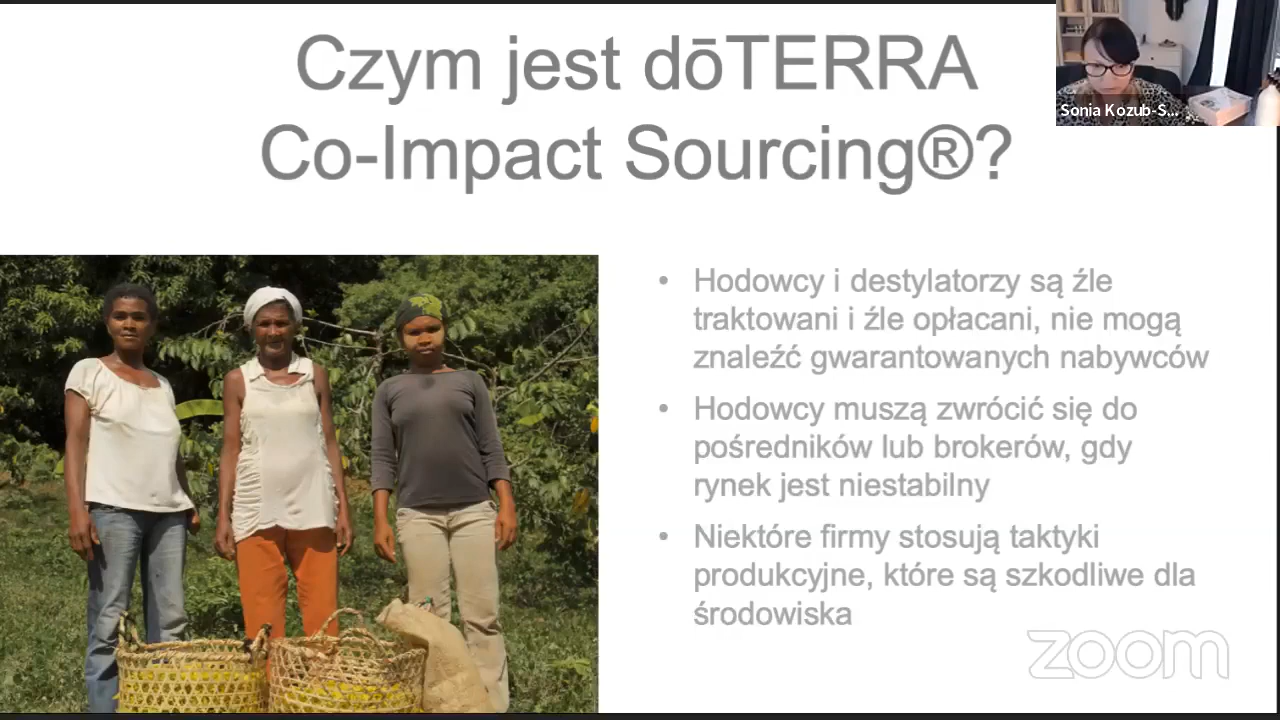 Czym jest dōTERRA
Co-Impact Sourcing®?
Sonia Kozub-S...
• Hodowcy i destylatorzy są źle
traktowani i źle opłacani, nie mogą
znaleźć gwarantowanych nabywców
• Hodowcy muszą zwrócić się do
pośredników lub brokerów, gdy
rynek jest niestabilny
• Niektóre firmy stosują taktyki
produkcyjne, które są szkodliwe dla
środowiska
zoom